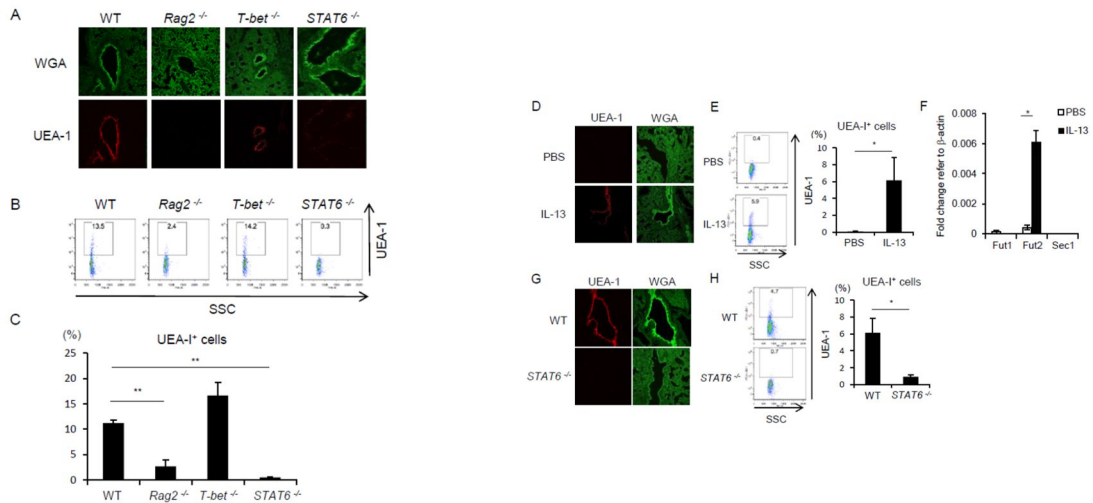 A
WT Rag2 -/- T-bet -/- STAT6 -/-
WGA
UEA-1
B
WT Rag2 -/- T-bet -/- STAT6 -/-
13.5 2.4 14.2 0.3
UEA-1
SSC
C
(%)
UEA-I+ cells
25
20
15
10
5
0
** **
WT Rag2 -/- T-bet -/- STAT6 -/-
D
UEA-1 WGA
PBS
IL-13
E
PBS
0.4
IL-13
5.9
SSC
UEA-1
(%)
UEA-I+ cells
10
8
6
4
2
0
*
PBS IL-13
F
Fold change refer to β-actin
0.008
0.006
0.004
0.002
0
*
PBS
IL-13
Fut1 Fut2 Sec1
G
UEA-1 WGA
WT
STAT6 -/-
H
WT
4.7
STAT6 -/-
0.7
SSC
UEA-1
(%)
UEA-I+ cells
10
8
6
4
2
0
*
WT STAT6 -/-